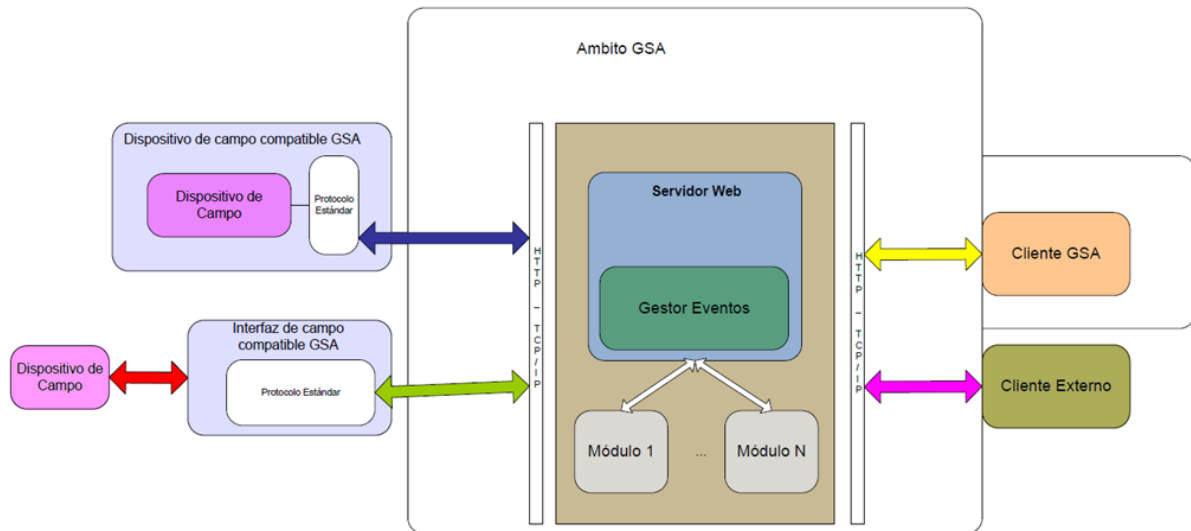 Ambito GSA
Dispositivo de campo compatible GSA
Dispositivo de
Campo
Protocolo
Estándar
Interfaz de campo
compatible GSA
Protocolo Estándar
Dispositivo de
Campo
HTTP – TCP/IP
Servidor Web
Gestor Eventos
Módulo 1
...
Módulo N
HTTP – TCP/IP
Cliente GSA
Cliente Externo